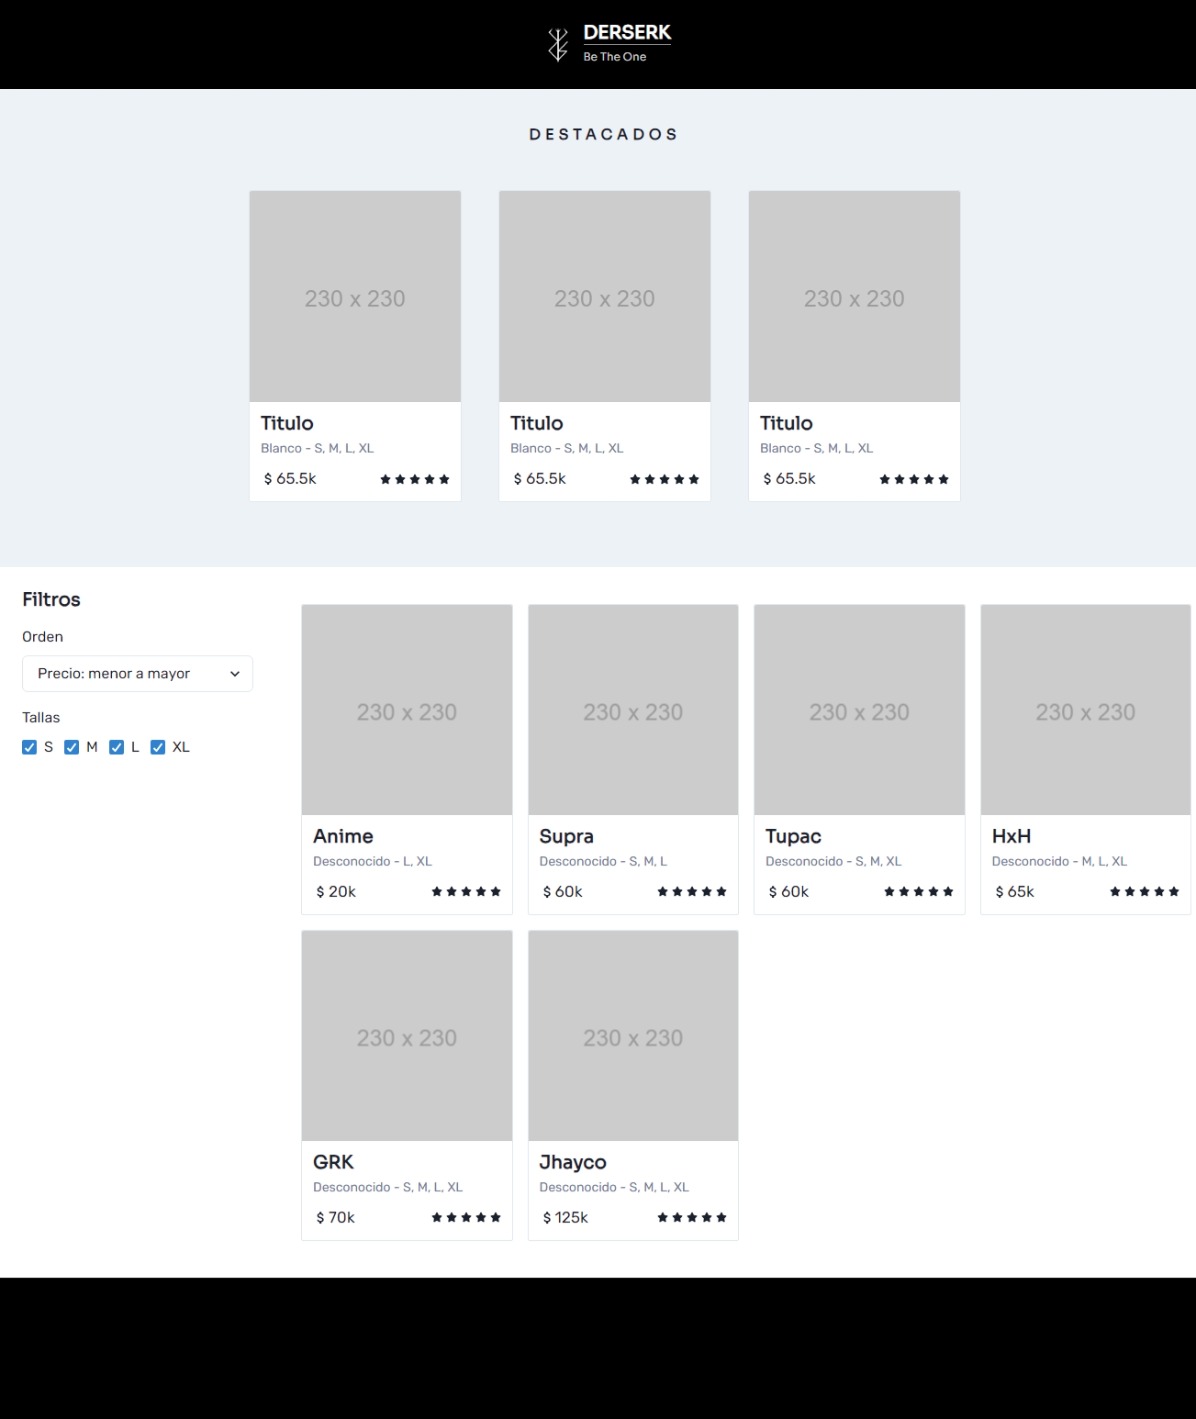 DERSERK
Be The One
DESTACADOS
230 x 230
230 x 230
230 x 230
Titulo
Blanco - S, M, L, XL
$ 65.5k
Titulo
Blanco - S, M, L, XL
$ 65.5k
Titulo
Blanco - S, M, L, XL
$ 65.5k
Filtros
Orden
Precio: menor a mayor
Tallas
S M L XL
230 x 230
230 x 230
230 x 230
230 x 230
Anime
Desconocido - L, XL
$ 20k
Supra
Desconocido - S, M, L
$ 60k
Tupac
Desconocido - S, M, XL
$ 60k
HxH
Desconocido - M, L, XL
$ 65k
230 x 230
230 x 230
GRK
Desconocido - S, M, L, XL
$ 70k
Jhayco
Desconocido - S, M, L, XL
$ 125k